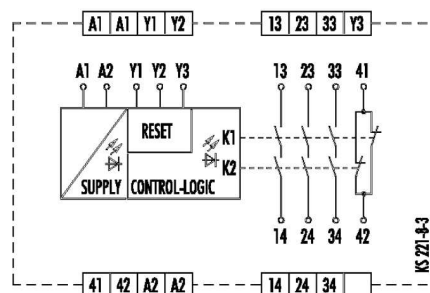 A1 A1 Y1 Y2 13 23 33 Y3
A1 A2 Y1 Y2 Y3 13 23 33 41
RESET
K1
K2
SUPPLY CONTROL-LOGIC
14 24 34 42
KS 221-8-3
41 42 A2 A2 14 24 34